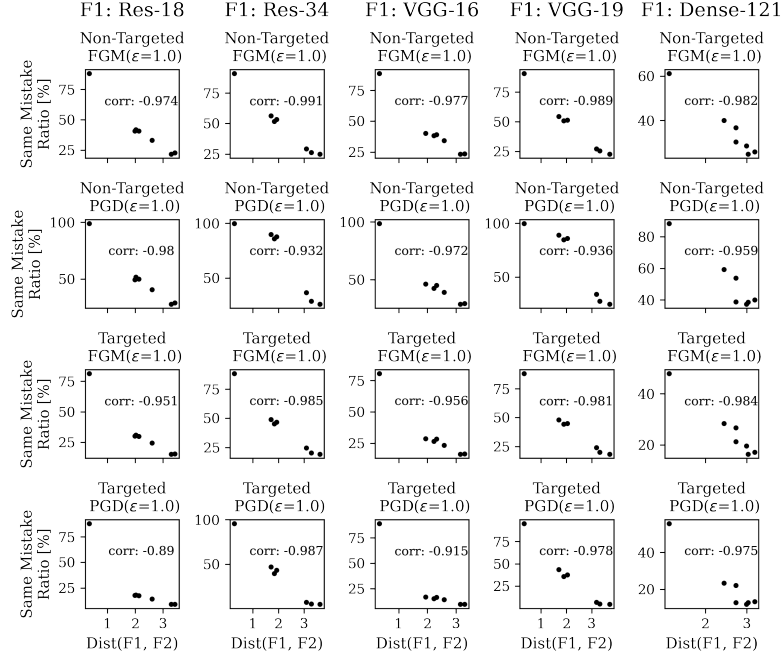 F1: Res-18 F1: Res-34 F1: VGG-16 F1: VGG-19 F1: Dense-121
Non-Targeted Non-Targeted Non-Targeted Non-Targeted Non-Targeted
FGM(ε=1.0) FGM(ε=1.0) FGM(ε=1.0) FGM(ε=1.0) FGM(ε=1.0)
Same Mistake
Ratio [%]
75 50 25
corr: -0.974
75 50 25
corr: -0.991
75 50 25
corr: -0.977
75 50 25
corr: -0.989
60 40
corr: -0.982
Non-Targeted Non-Targeted Non-Targeted Non-Targeted Non-Targeted
PGD(ε=1.0) PGD(ε=1.0) PGD(ε=1.0) PGD(ε=1.0) PGD(ε=1.0)
Same Mistake
Ratio [%]
100 50
corr: -0.98
100 50
corr: -0.932
100 50
corr: -0.972
100 50
corr: -0.936
80 60 40
corr: -0.959
Targeted Targeted Targeted Targeted Targeted
FGM(ε=1.0) FGM(ε=1.0) FGM(ε=1.0) FGM(ε=1.0) FGM(ε=1.0)
Same Mistake
Ratio [%]
75 50 25
corr: -0.951
75 50 25
corr: -0.985
75 50 25
corr: -0.956
75 50 25
corr: -0.981
40 20
corr: -0.984
Targeted Targeted Targeted Targeted Targeted
PGD(ε=1.0) PGD(ε=1.0) PGD(ε=1.0) PGD(ε=1.0) PGD(ε=1.0)
Same Mistake
Ratio [%]
75 50 25
corr: -0.89
100 50
corr: -0.987
75 50 25
corr: -0.915
75 50 25
corr: -0.978
40 20
corr: -0.975
1 2 3 1 2 3 1 2 3 1 2 3 2 3
Dist(F1, F2) Dist(F1, F2) Dist(F1, F2) Dist(F1, F2) Dist(F1, F2)